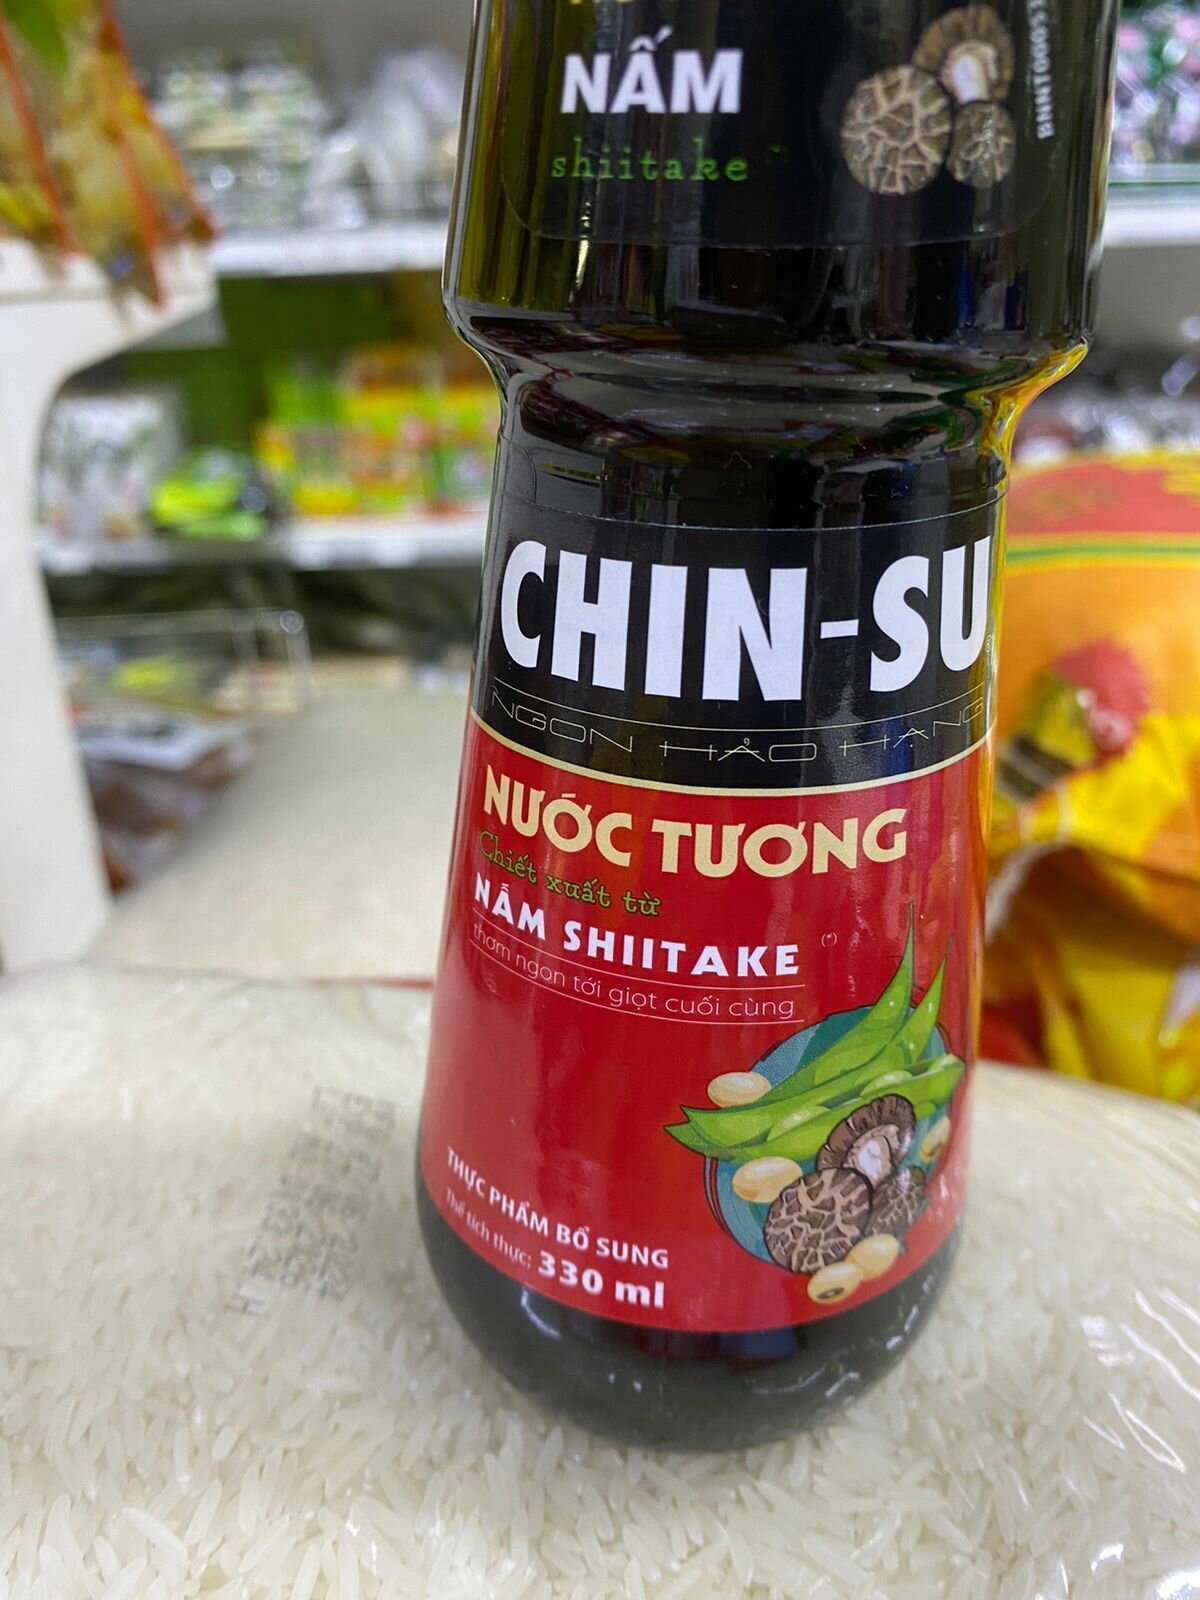 NẤM
shiitake (*)
CHIN-SU®
NGON HẢO HẠNG
NƯỚC TƯƠNG
Chiết xuất từ
NẤM SHIITAKE (*)
thơm ngon tới giọt cuối cùng
THỰC PHẨM BỔ SUNG
Thể tích thực: 330 ml